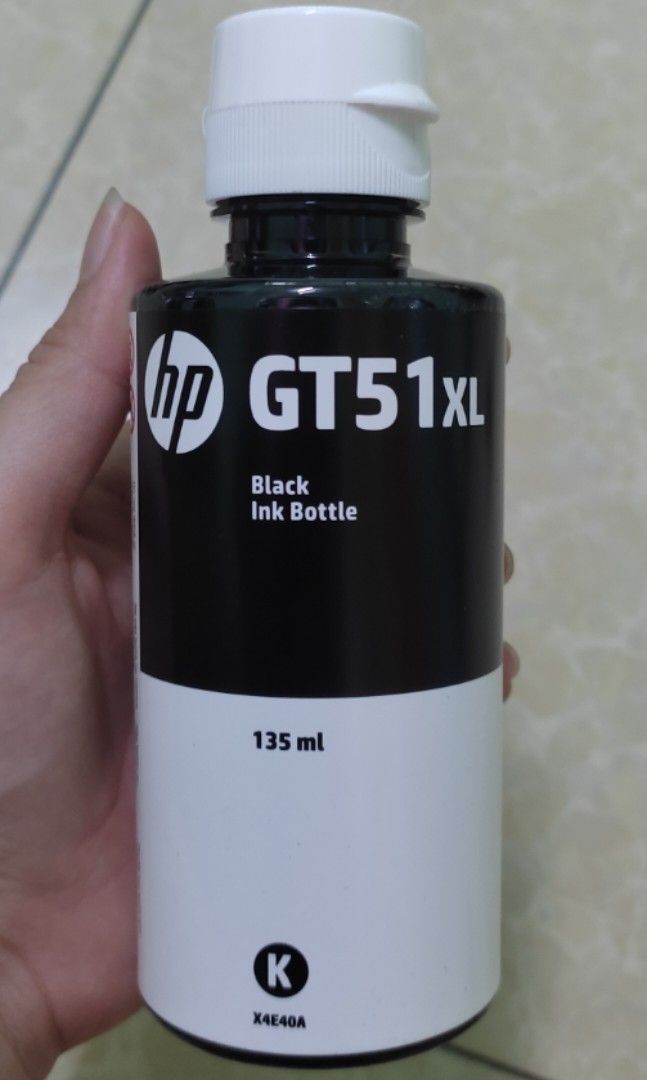 hp GT51XL
Black
Ink Bottle
135 ml
K
X4E40A